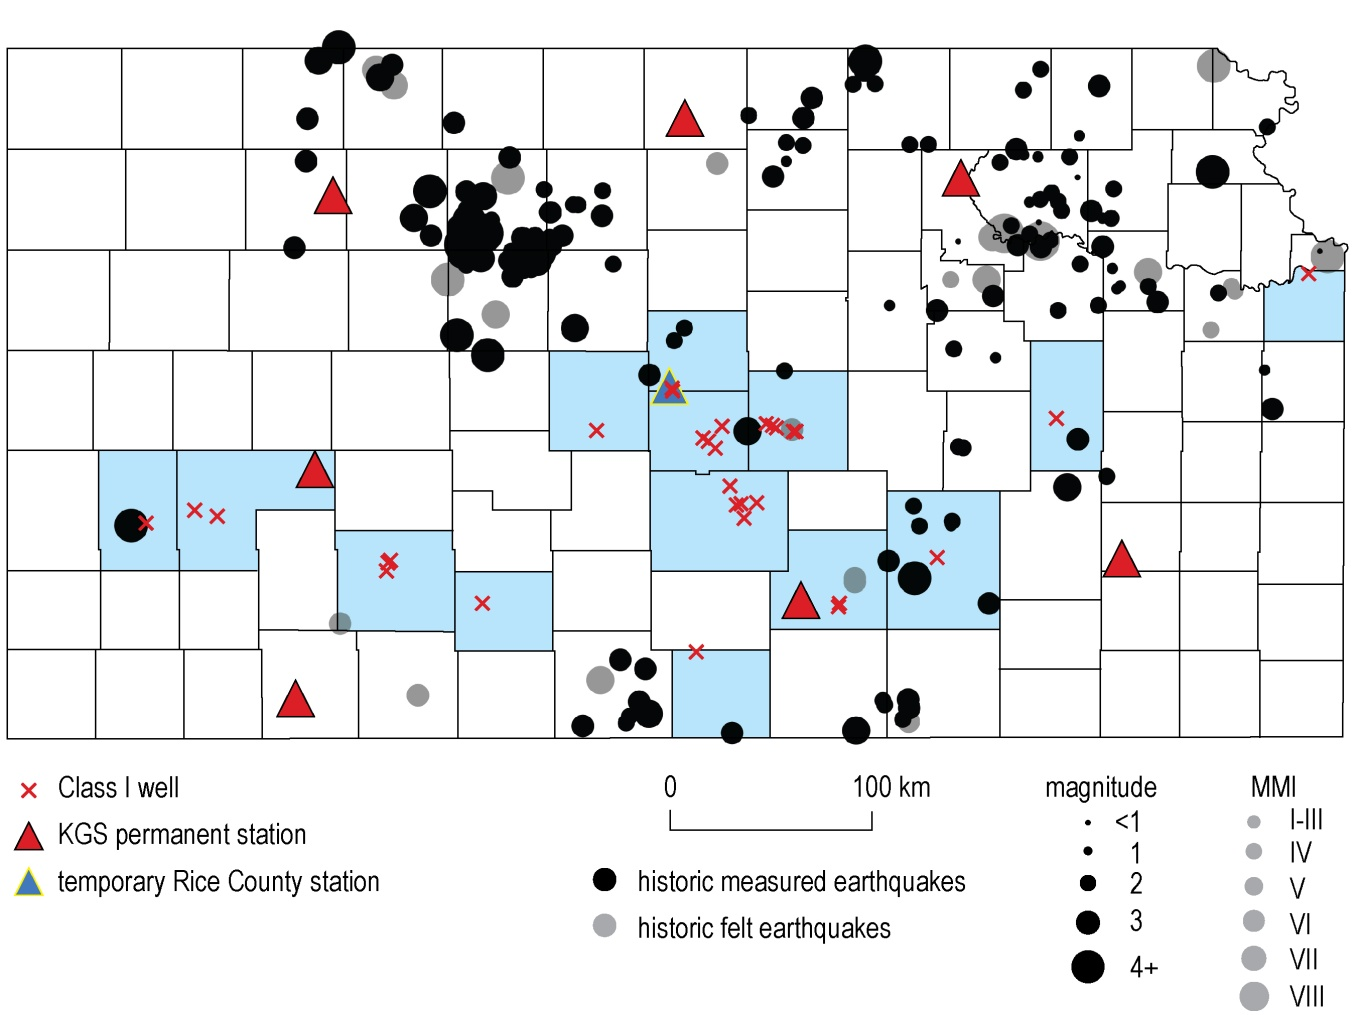 Class I well
KGS permanent station
temporary Rice County station
0 100 km
historic measured earthquakes
historic felt earthquakes
magnitude
<1
1
2
3
4+
MMI
I-III
IV
V
VI
VII
VIII